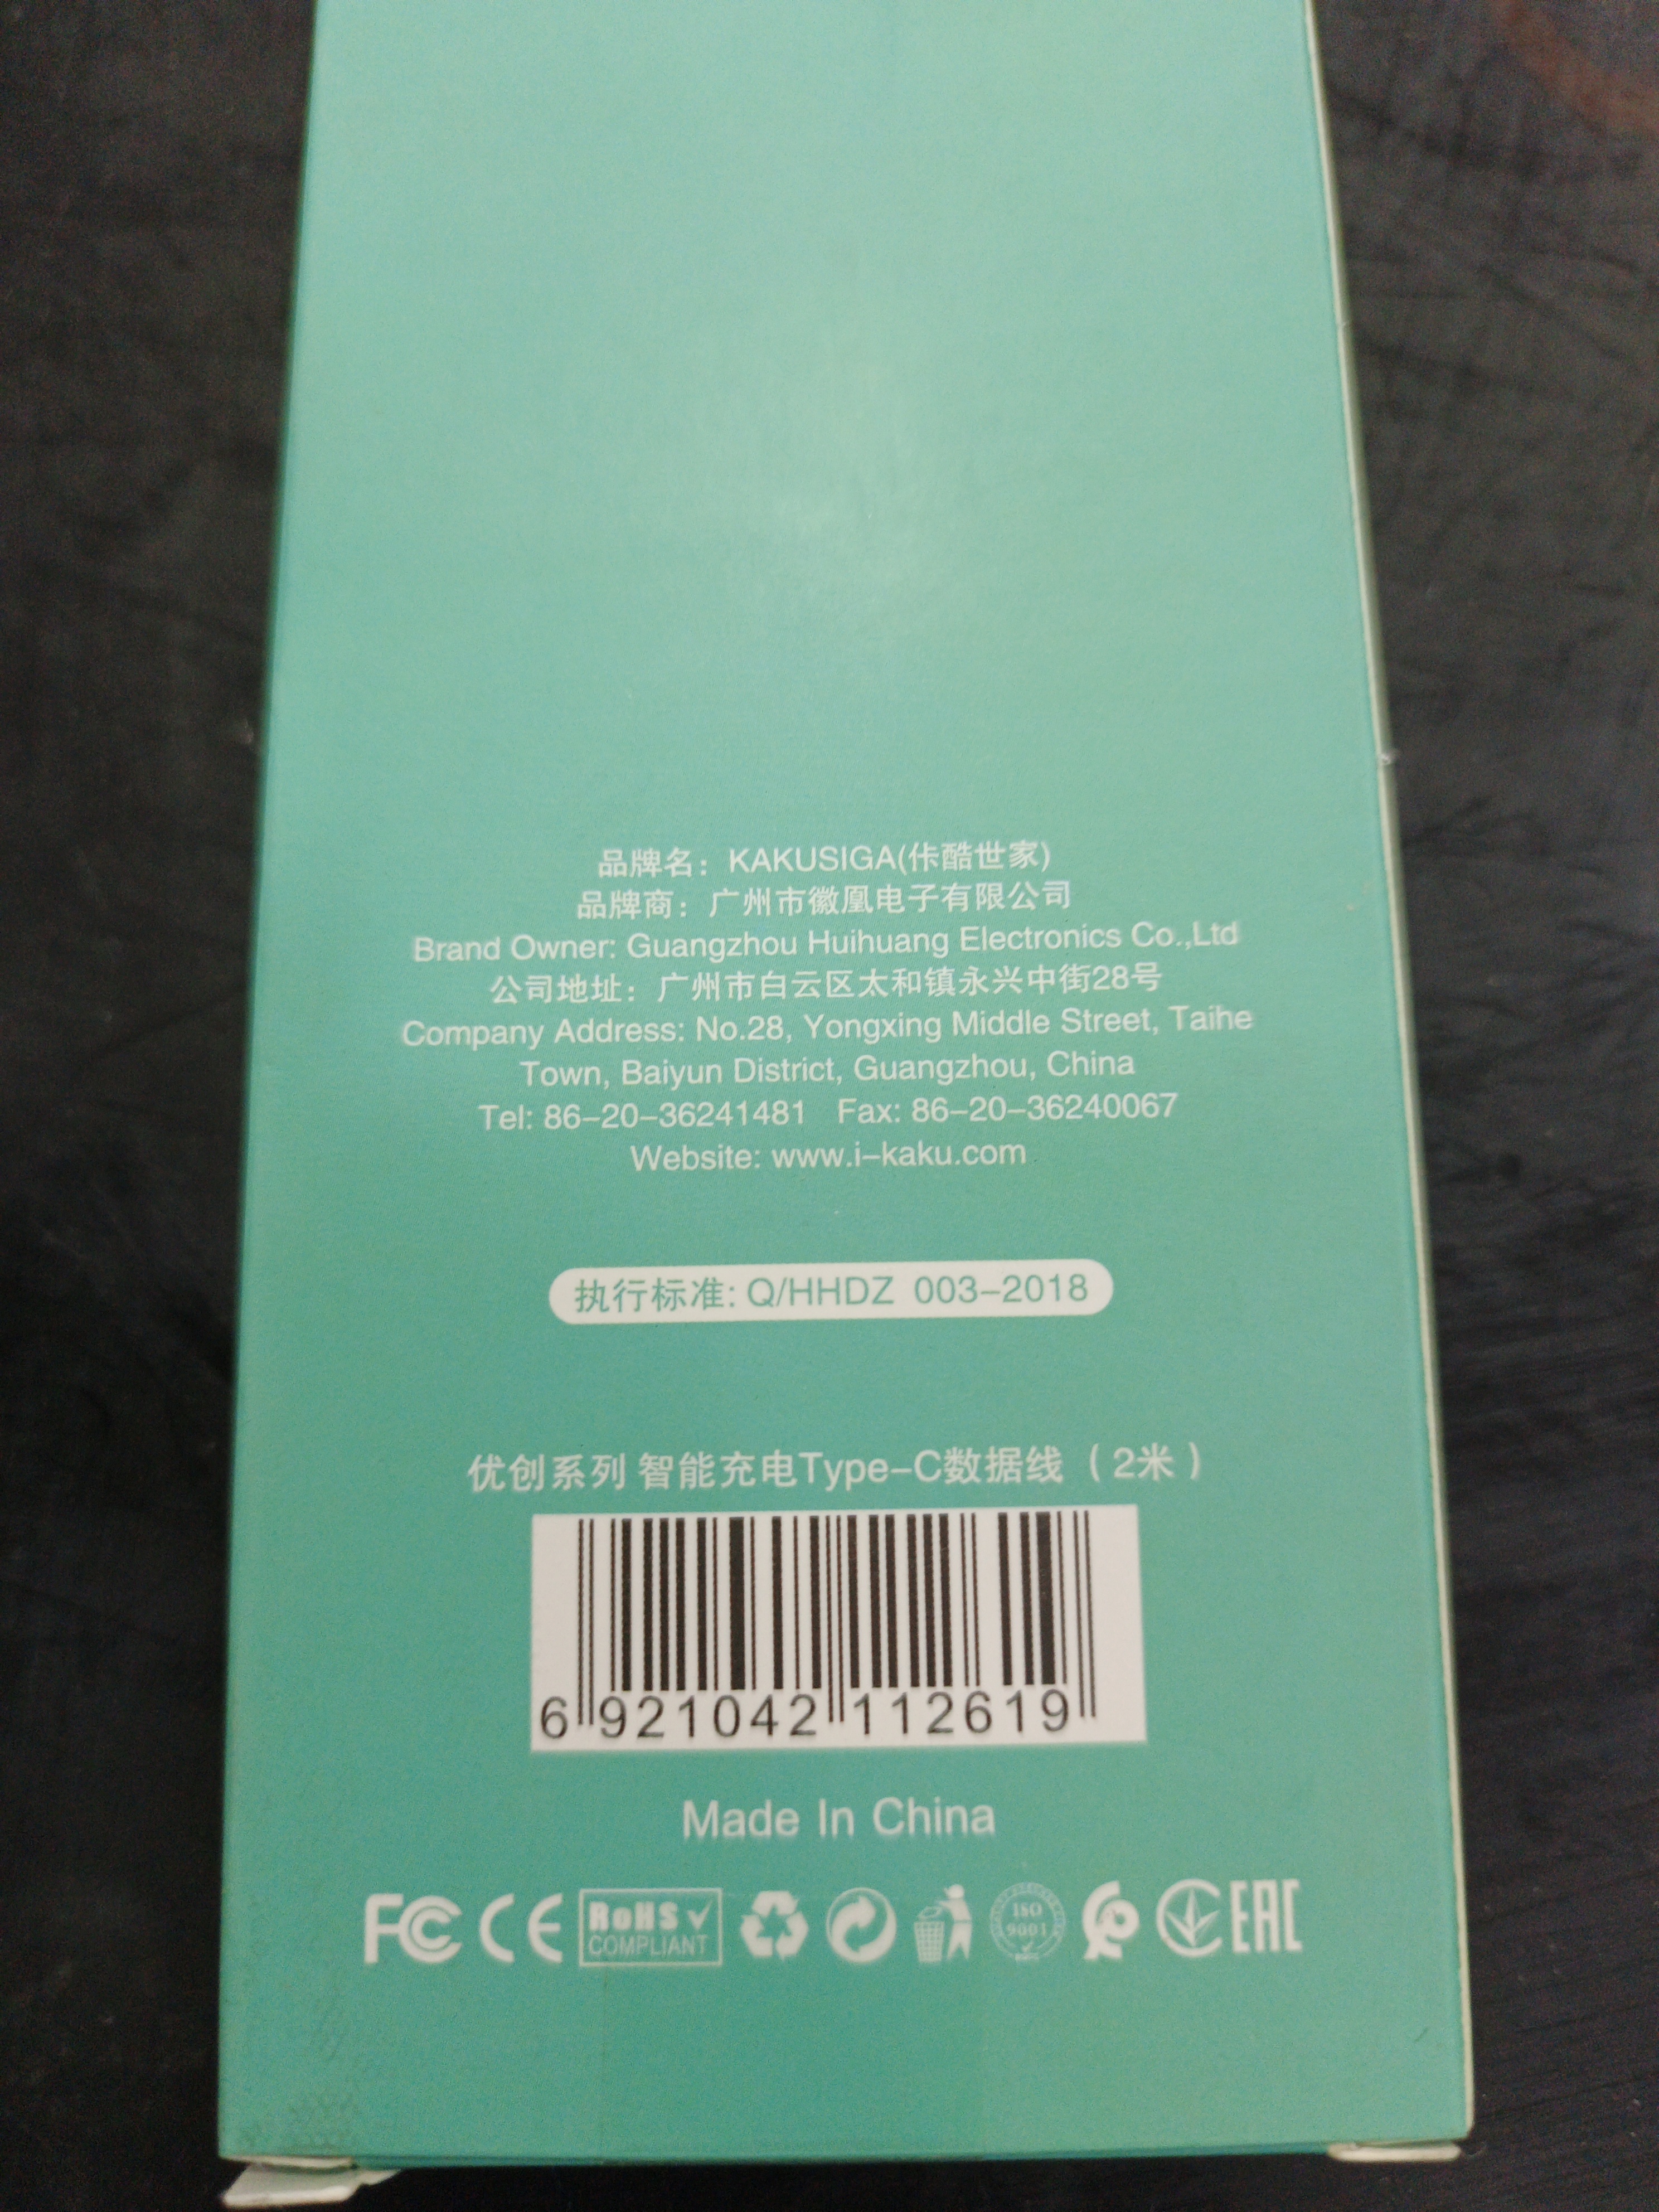 品牌名：KAKUSIGA(佧酷世家)
品牌商：广州市徽凰电子有限公司
Brand Owner: Guangzhou Huihuang Electronics Co.,Ltd
公司地址：广州市白云区太和镇永兴中街28号
Company Address: No.28, Yongxing Middle Street, Taihe
Town, Baiyun District, Guangzhou, China
Tel: 86-20-36241481 Fax: 86-20-36240067
Website: www.i-kaku.com
执行标准: Q/HHDZ 003-2018
优创系列 智能充电Type-C数据线（2米）
6 921042 112619
Made In China
FC CE RoHS COMPLIANT ISO 9001 EAC